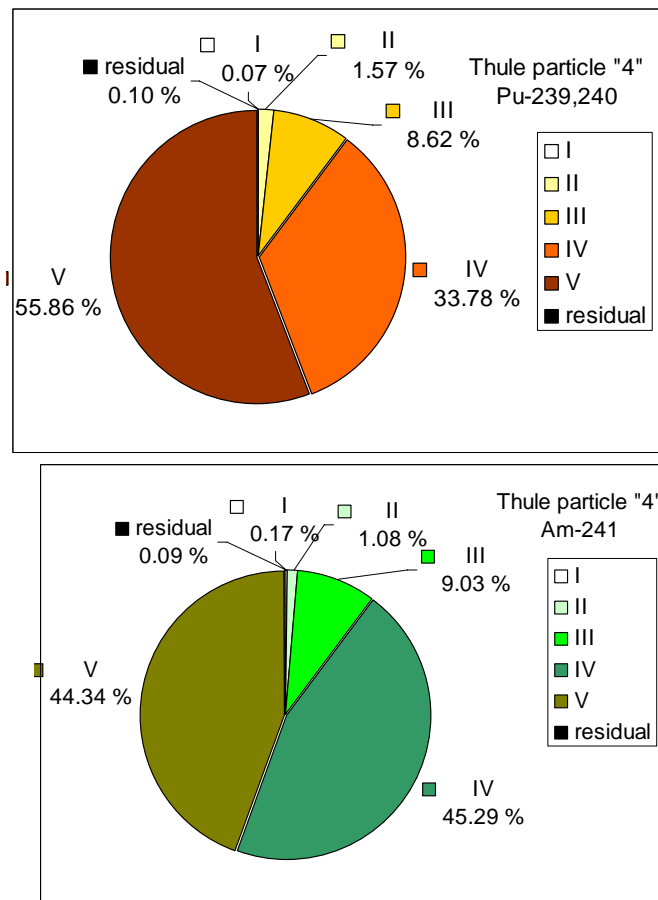 I
0.07 %
II
1.57 %
residual
0.10 %
Thule particle "4"
Pu-239,240
III
8.62 %
I
II
III
IV
V
residual
V
55.86 %
IV
33.78 %
I
0.17 %
II
1.08 %
residual
0.09 %
Thule particle "4"
Am-241
III
9.03 %
I
II
III
IV
V
residual
V
44.34 %
IV
45.29 %